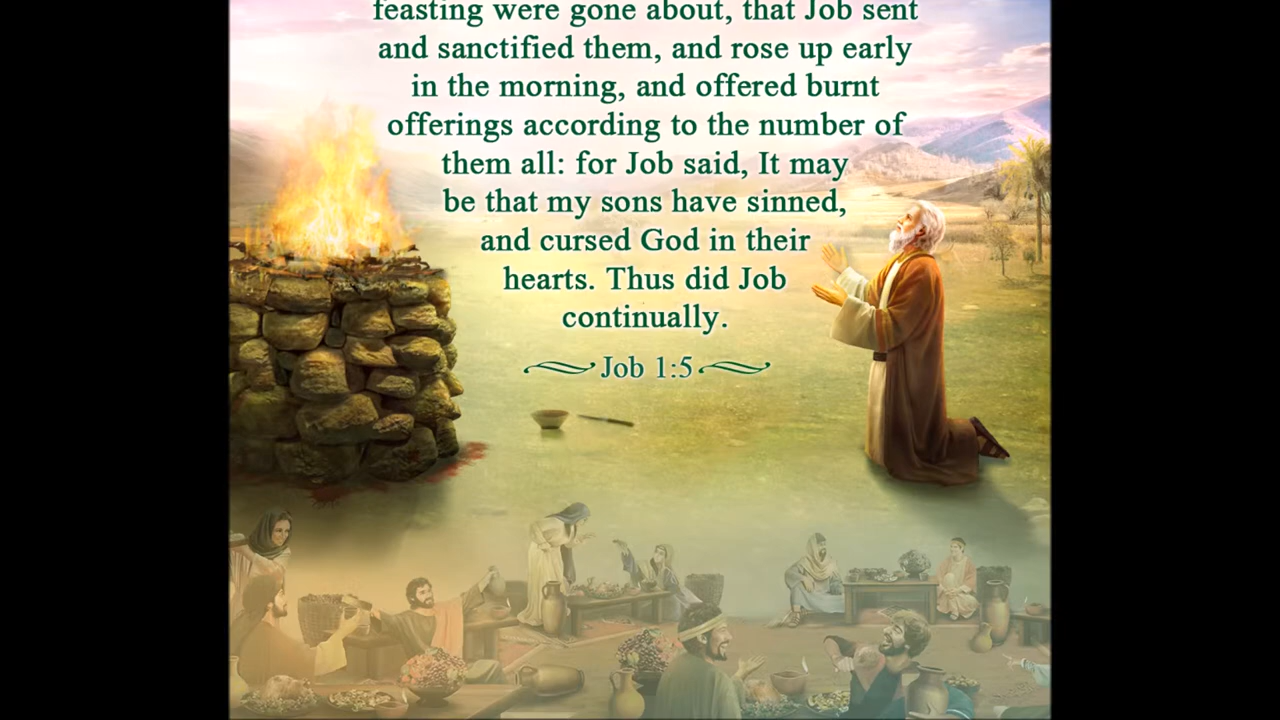 feasting were gone about, that Job sent
and sanctified them, and rose up early
in the morning, and offered burnt
offerings according to the number of
them all: for Job said, It may
be that my sons have sinned,
and cursed God in their
hearts. Thus did Job
continually.
Job 1:5